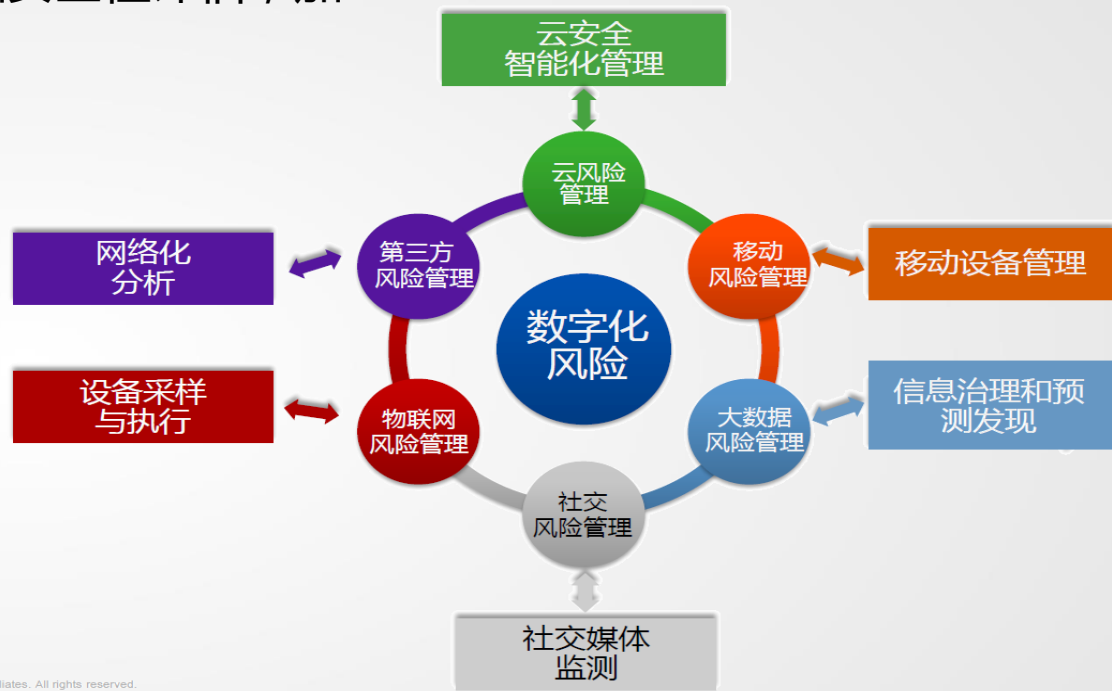 云安全
智能化管理
云风险
管理
网络化
分析
第三方
风险管理
移动
风险管理
移动设备管理
数字化
风险
设备采样
与执行
物联网
风险管理
大数据
风险管理
信息治理和预
测发现
社交
风险管理
社交媒体
监测
liates. All rights reserved.